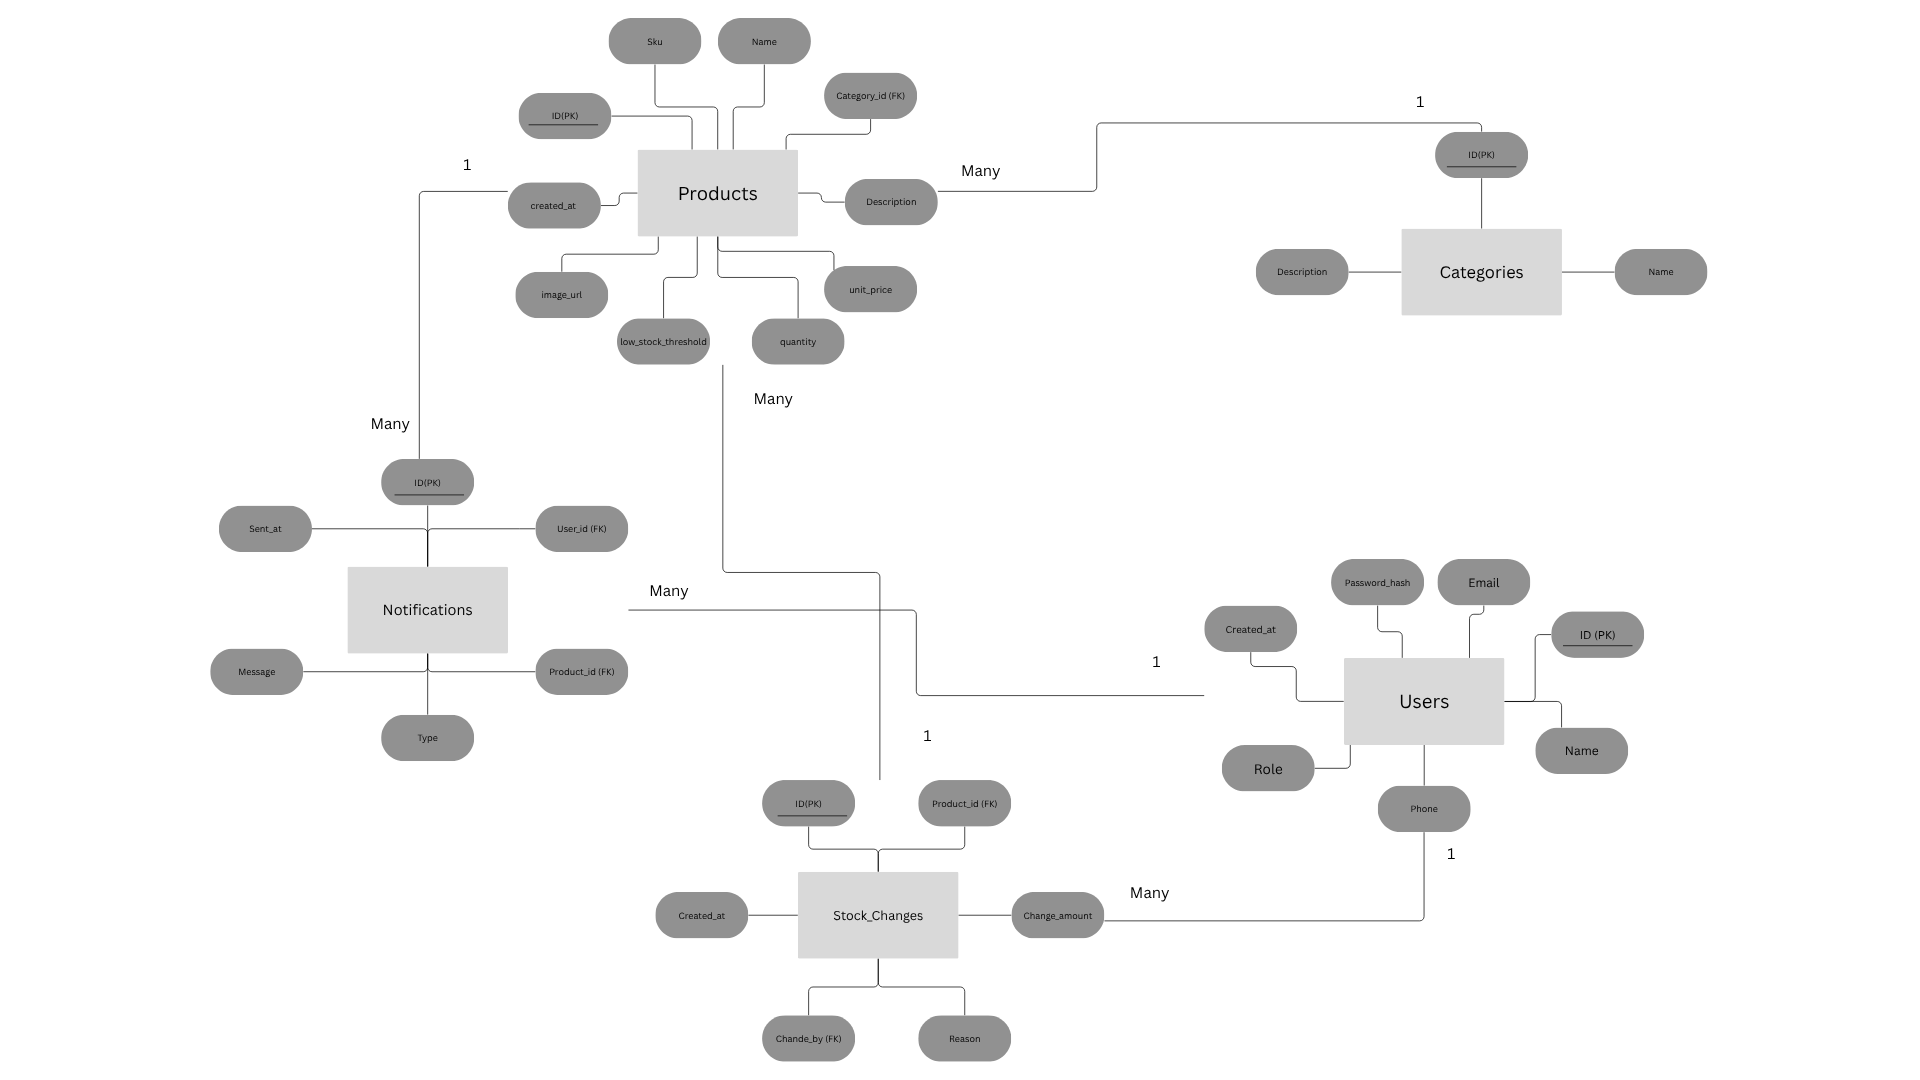 Sku
Name
Category_id (FK)
ID(PK)
1
1
ID(PK)
Many
Products
created_at
Description
Categories
Description
Name
image_url
unit_price
low_stock_threshold
quantity
Many
Many
ID(PK)
Sent_at
User_id (FK)
Notifications
Message
Product_id (FK)
Type
Many
1
Password_hash
Email
Created_at
ID (PK)
Users
Role
Name
Phone
1
1
ID(PK)
Product_id (FK)
Many
Created_at
Stock_Changes
Change_amount
Chande_by (FK)
Reason